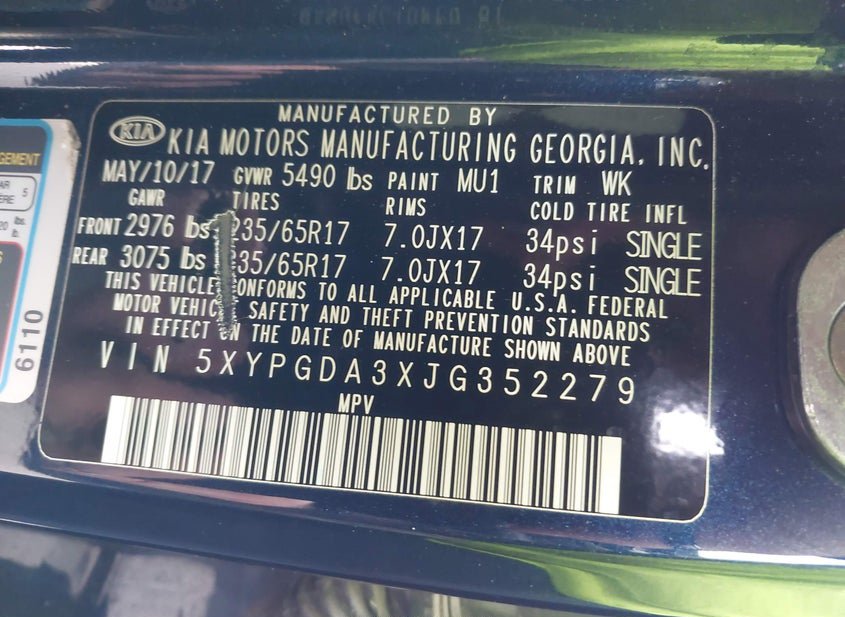 MANUFACTURED BY
KIA KIA MOTORS MANUFACTURING GEORGIA, INC.
MAY/10/17 GVWR 5490 lbs PAINT MU1 TRIM WK
GAWR TIRES RIMS COLD TIRE INFL
FRONT 2976 lbs 235/65R17 7.0JX17 34psi SINGLE
REAR 3075 lbs 235/65R17 7.0JX17 34psi SINGLE
THIS VEHICLE CONFORMS TO ALL APPLICABLE U.S.A. FEDERAL
MOTOR VEHICLE SAFETY AND THEFT PREVENTION STANDARDS
IN EFFECT ON THE DATE OF MANUFACTURE SHOWN ABOVE
VIN 5XYPGDA3XJG352279
MPV
5
lb.
6110